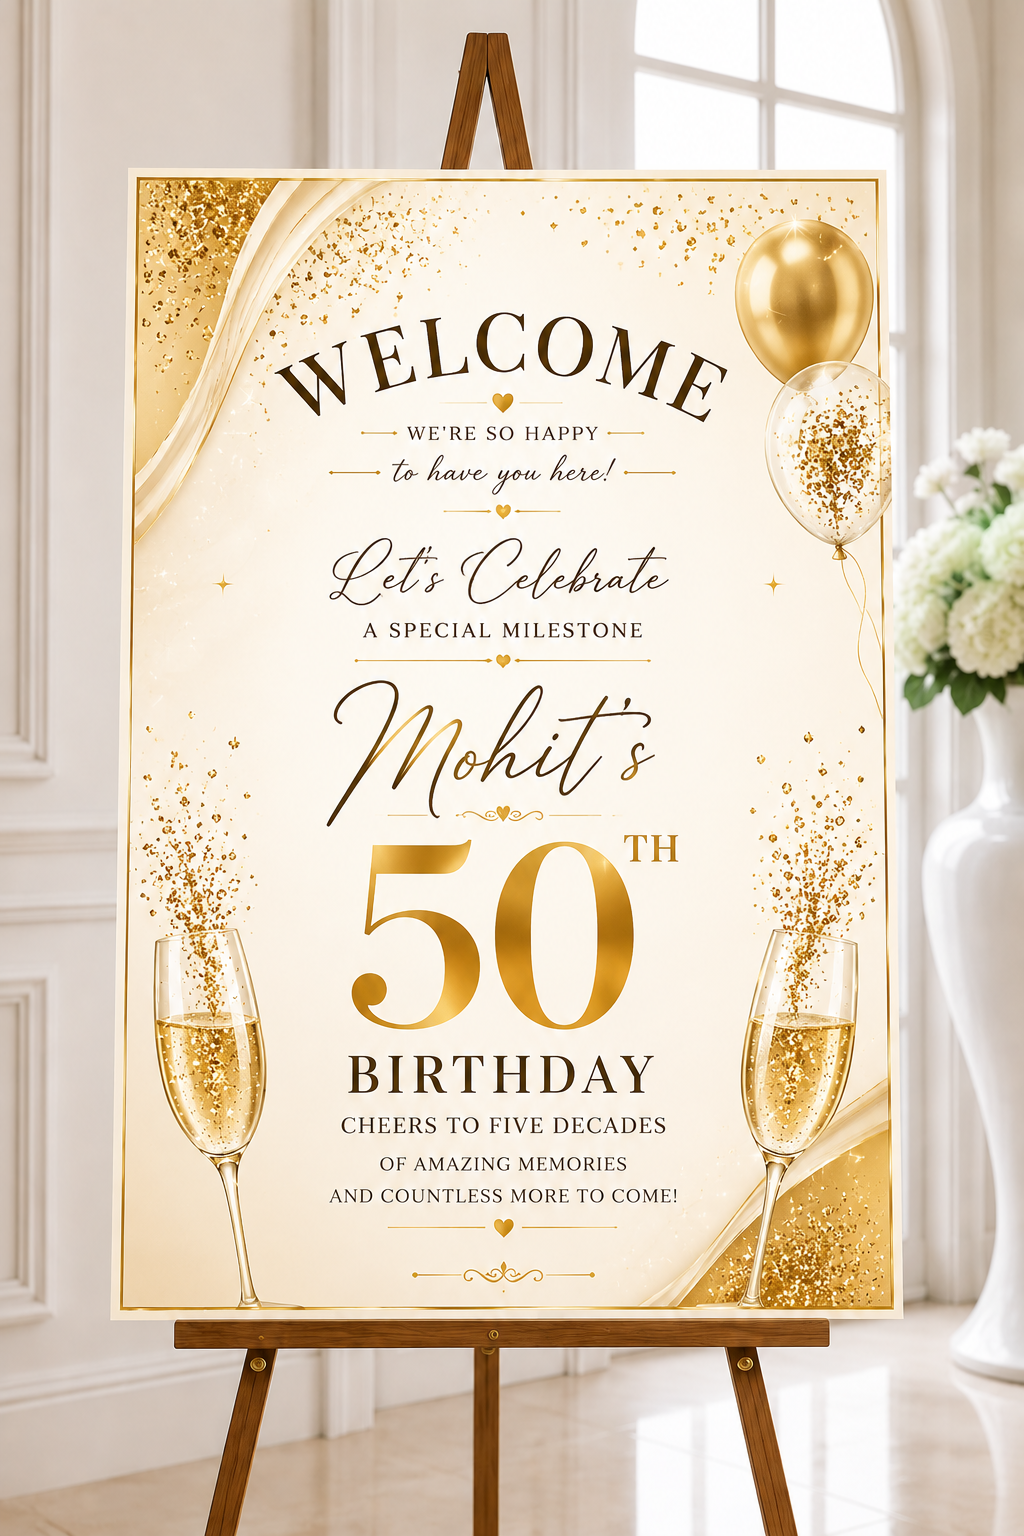 WELCOME
WE'RE SO HAPPY
to have you here!
Let's Celebrate
A SPECIAL MILESTONE
Mohit's
50TH
BIRTHDAY
CHEERS TO FIVE DECADES
OF AMAZING MEMORIES
AND COUNTLESS MORE TO COME!